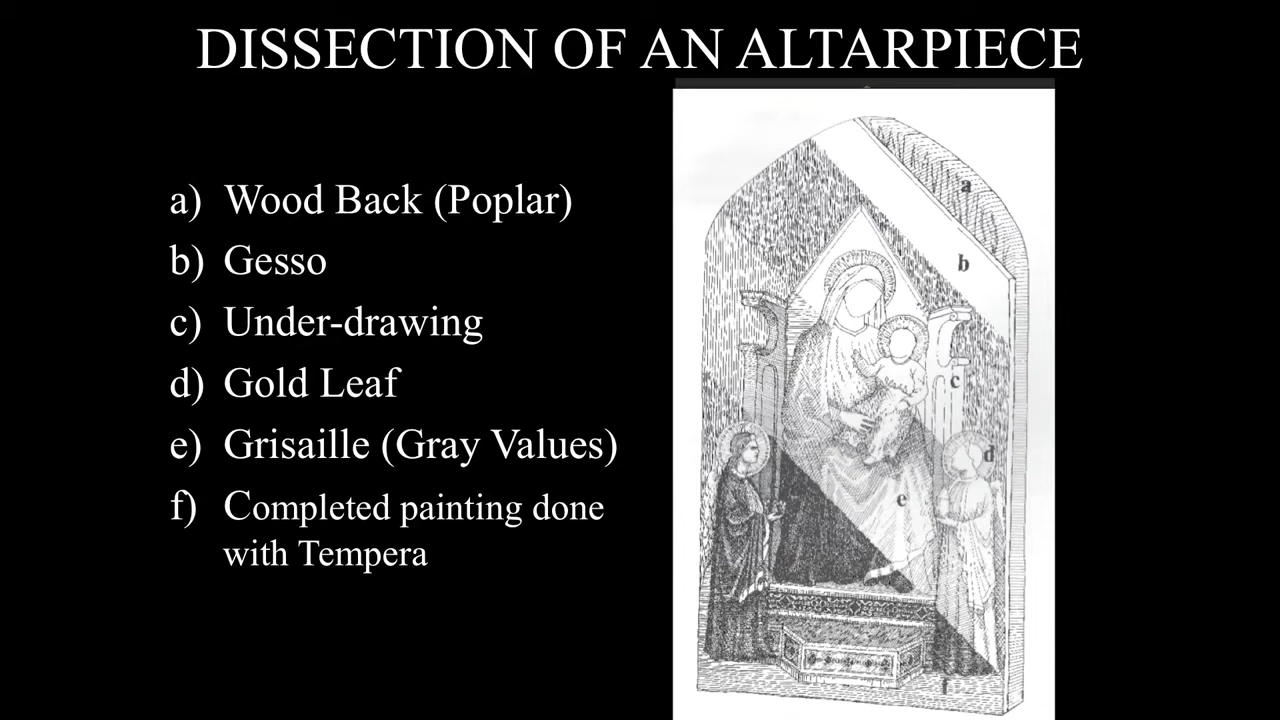 DISSECTION OF AN ALTARPIECE
a) Wood Back (Poplar)
b) Gesso
c) Under-drawing
d) Gold Leaf
e) Grisaille (Gray Values)
f) Completed painting done
with Tempera
a
b
c
d
e
f